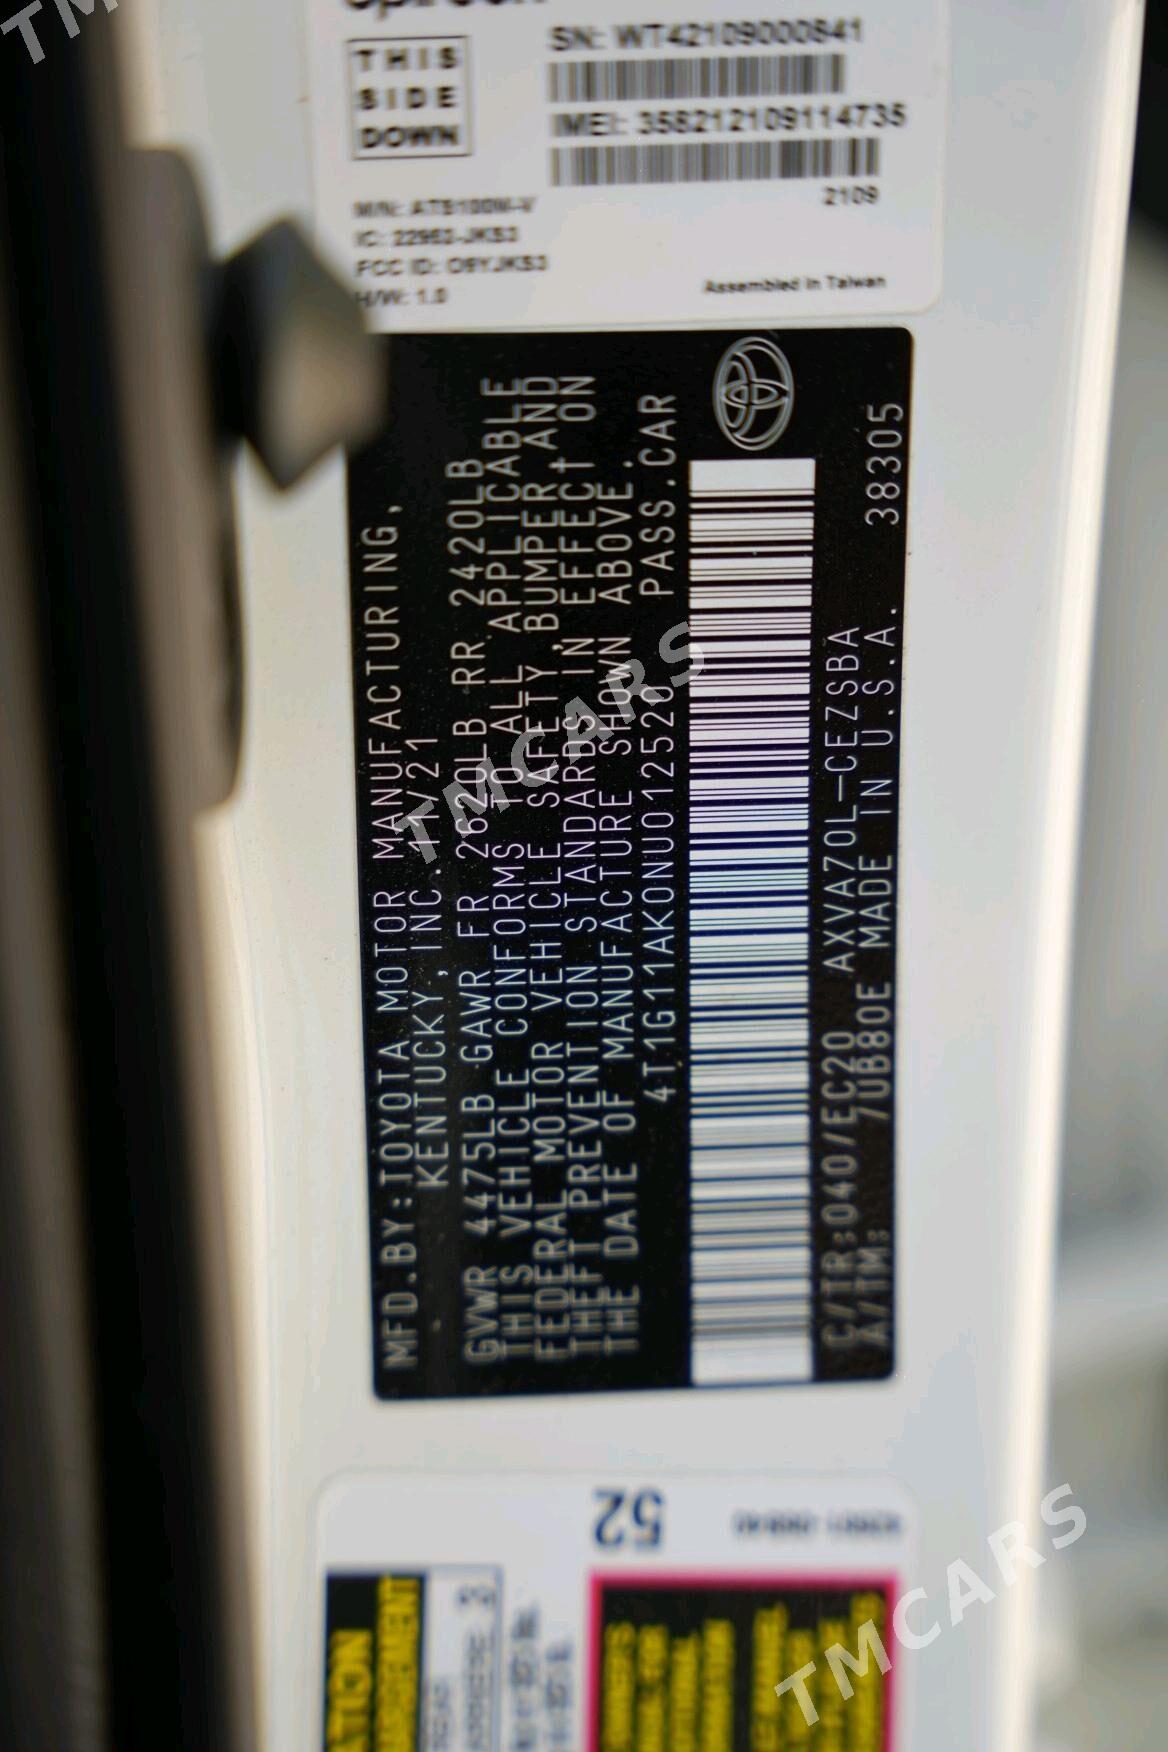 THIS
SIDE
DOWN
SN: WT42109000841
IMEI: 358212109114735
2109
M/N: AT5100M-V
IC: 22952-JKS3
FCC ID: O9YJKS3
H/W: 1.0
Assembled in Taiwan
MFD.BY:TOYOTA MOTOR MANUFACTURING,
KENTUCKY, INC. 11/21
GVWR 4475LB GAWR FR 2620LB RR 2420LB
THIS VEHICLE CONFORMS TO ALL APPLICABLE
FEDERAL MOTOR VEHICLE SAFETY,BUMPER AND
THEFT PREVENTION STANDARDS IN EFFECT ON
THE DATE OF MANUFACTURE SHOWN ABOVE.
4T1G11AK0NU012520 PASS.CAR
C/TR:040/EC20 AXVA70L-CEZSBA
A/TM: /UB80E MADE IN U.S.A. 38305
52
TMCARS
TMCARS